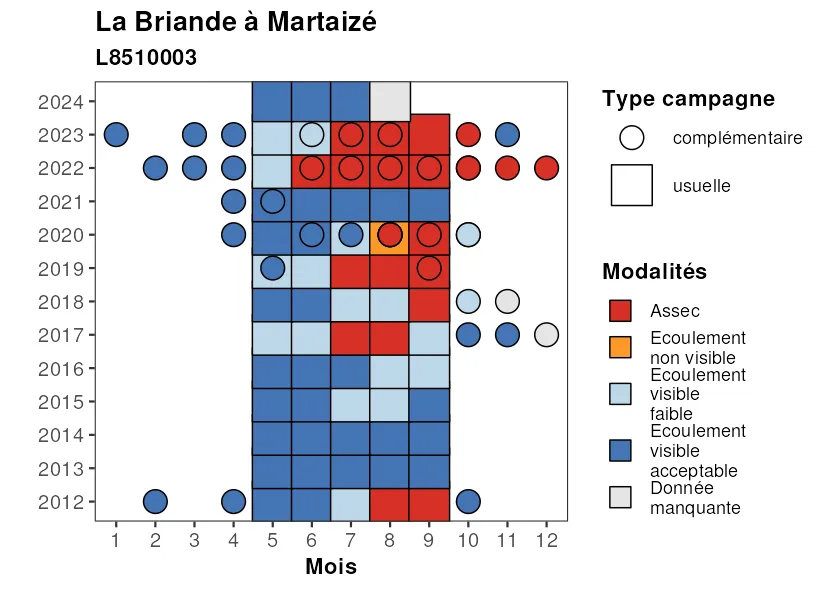 La Briande à Martaizé
L8510003
2024
2023
2022
2021
2020
2019
2018
2017
2016
2015
2014
2013
2012
1 2 3 4 5 6 7 8 9 10 11 12
Mois
Type campagne
complémentaire
usuelle
Modalités
Assec
Ecoulement
non visible
Ecoulement
visible
faible
Ecoulement
visible
acceptable
Donnée
manquante